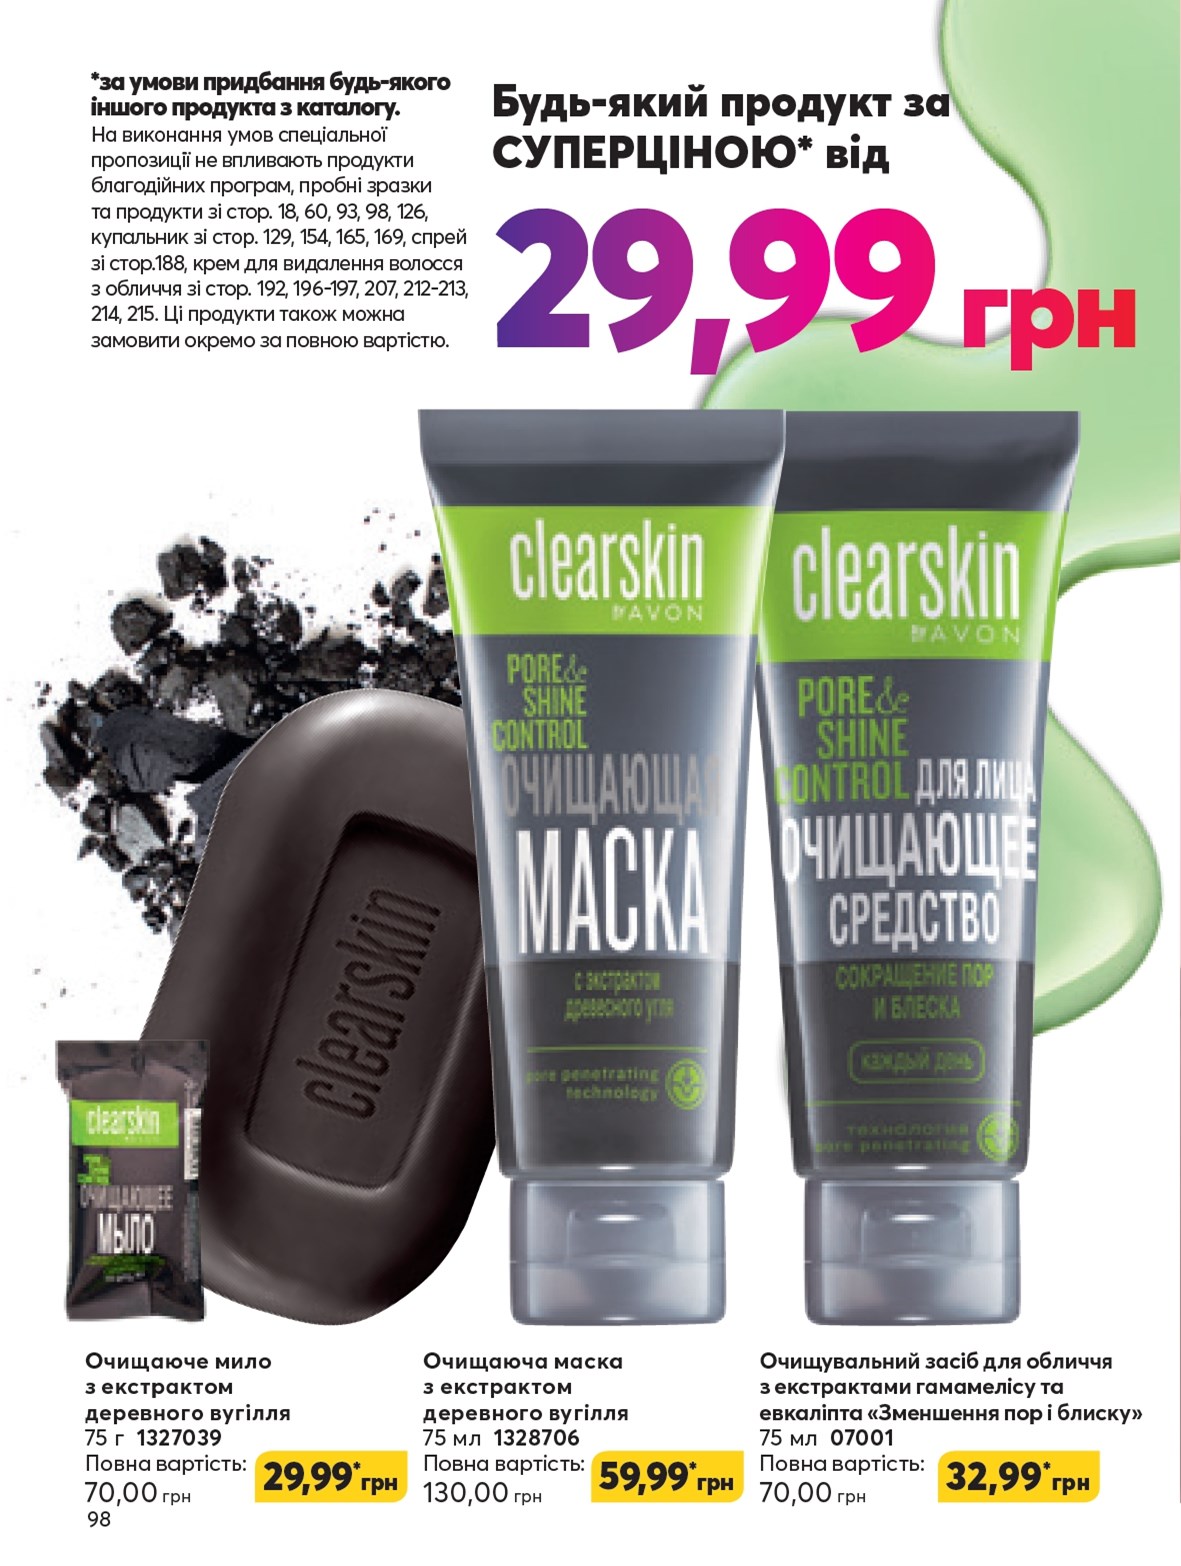 *за умови придбання будь-якого
іншого продукта з каталогу.
На виконання умов спеціальної
пропозиції не впливають продукти
благодійних програм, пробні зразки
та продукти зі стор. 18, 60, 93, 98, 126,
купальник зі стор. 129, 154, 165, 169, спрей
зі стор.188, крем для видалення волосся
з обличчя зі стор. 192, 196-197, 207, 212-213,
214, 215. Ці продукти також можна
замовити окремо за повною вартістю.
Будь-який продукт за
СУПЕРЦІНОЮ* від
29,99 грн
clearskin
BY AVON
PORE &
SHINE
CONTROL
ОЧИЩАЮЩАЯ
МАСКА
с экстрактом
древесного угля
pore penetrating
technology
clearskin
BY AVON
PORE &
SHINE
CONTROL ДЛЯ ЛИЦА
ОЧИЩАЮЩЕЕ
СРЕДСТВО
СОКРАЩЕНИЕ ПОР
И БЛЕСКА
каждый день
технология
pore penetrating
clearskin
clearskin
ОЧИЩАЮЩЕЕ
МЫЛО
Очищаюче мило
з екстрактом
деревного вугілля
75 г 1327039
Повна вартість:
70,00 грн
29,99* грн
Очищаюча маска
з екстрактом
деревного вугілля
75 мл 1328706
Повна вартість:
130,00 грн
59,99* грн
Очищувальний засіб для обличчя
з екстрактами гамамелісу та
евкаліпта «Зменшення пор і блиску»
75 мл 07001
Повна вартість:
70,00 грн
32,99* грн
98